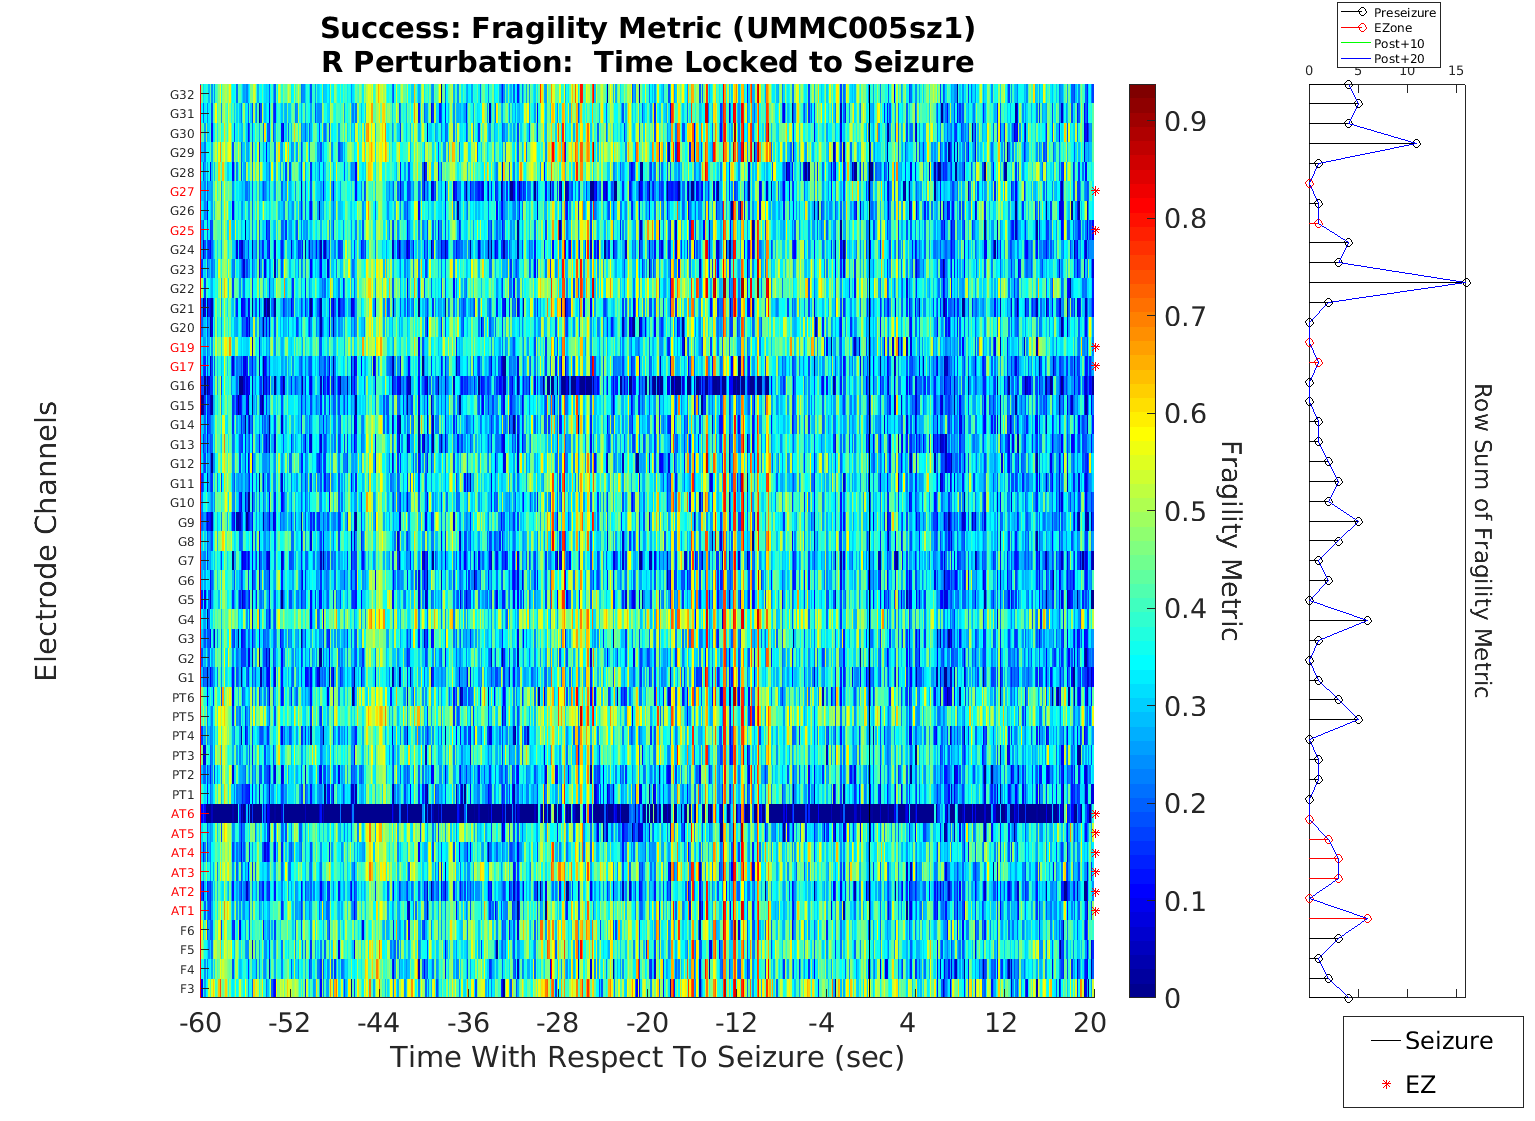 Success: Fragility Metric (UMMC005sz1)
R Perturbation: Time Locked to Seizure
Electrode Channels
G32
G31
G30
G29
G28
G27
G26
G25
G24
G23
G22
G21
G20
G19
G17
G16
G15
G14
G13
G12
G11
G10
G9
G8
G7
G6
G5
G4
G3
G2
G1
PT6
PT5
PT4
PT3
PT2
PT1
AT6
AT5
AT4
AT3
AT2
AT1
F6
F5
F4
F3
-60 -52 -44 -36 -28 -20 -12 -4 4 12 20
Time With Respect To Seizure (sec)
0.9
0.8
0.7
0.6
0.5
0.4
0.3
0.2
0.1
0
Fragility Metric
Preseizure
EZone
Post+10
Post+20
0 5 10 15
Row Sum of Fragility Metric
Seizure
EZ